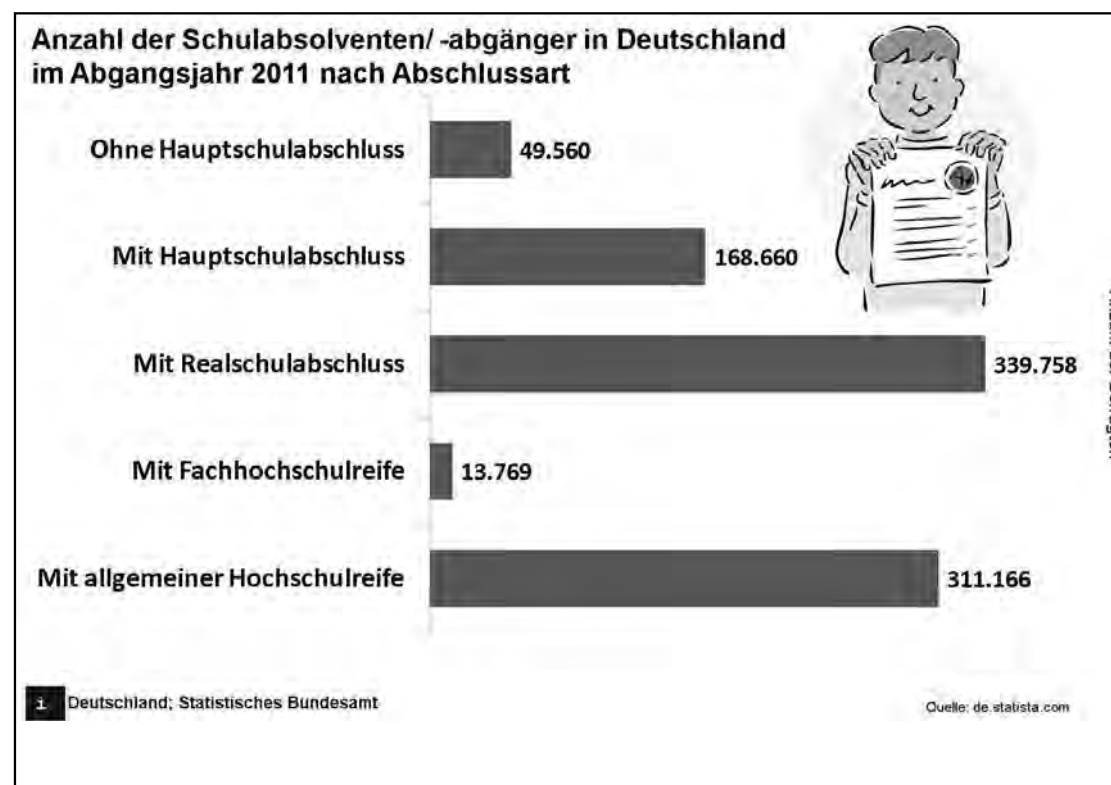 Anzahl der Schulabsolventen/ -abgänger in Deutschland
im Abgangsjahr 2011 nach Abschlussart
Ohne Hauptschulabschluss 49.560
Mit Hauptschulabschluss 168.660
Mit Realschulabschluss 339.758
Mit Fachhochschulreife 13.769
Mit allgemeiner Hochschulreife 311.166
i Deutschland; Statistisches Bundesamt
Quelle: de.statista.com